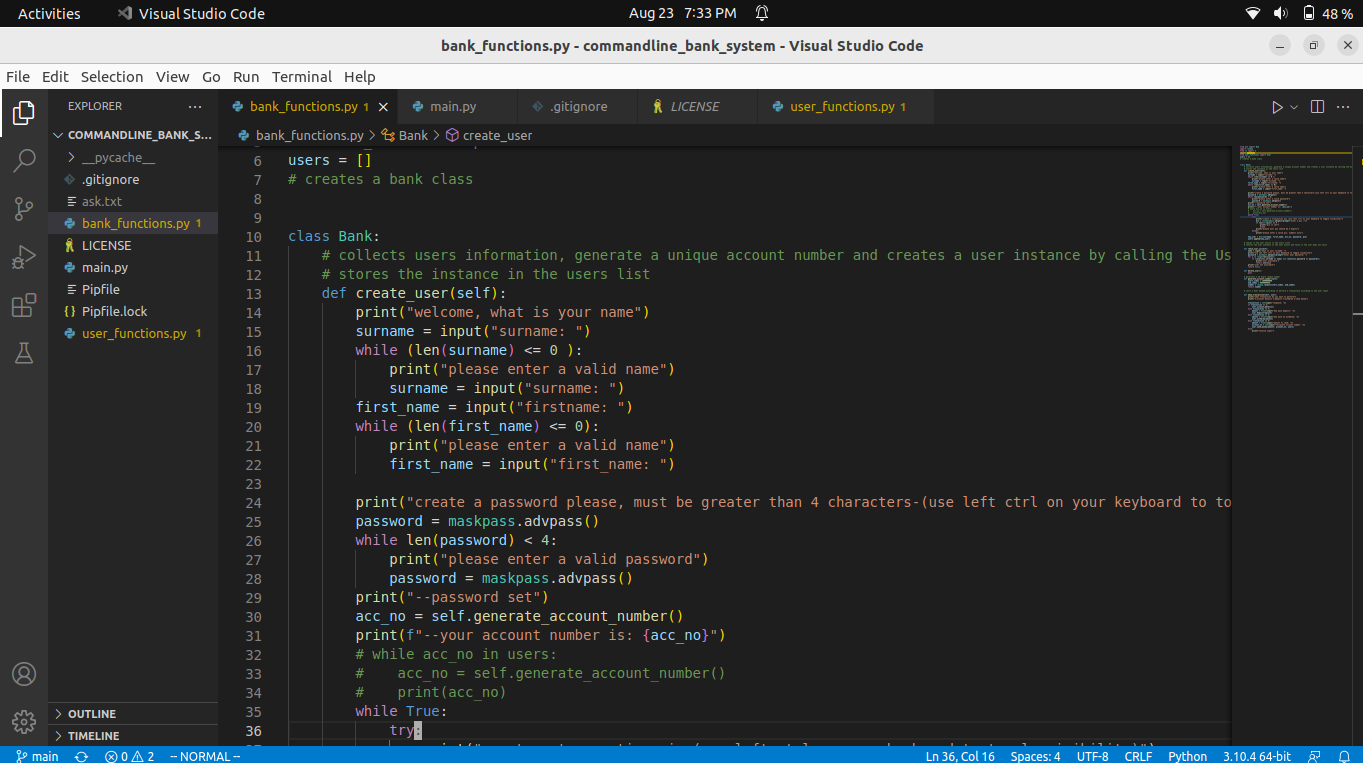 Activities Visual Studio Code Aug 23 7:33 PM 48 %
bank_functions.py - commandline_bank_system - Visual Studio Code
File Edit Selection View Go Run Terminal Help
EXPLORER ···
COMMANDLINE_BANK_S...
__pycache__
.gitignore
ask.txt
bank_functions.py 1
LICENSE
main.py
Pipfile
Pipfile.lock
user_functions.py 1
OUTLINE
TIMELINE
bank_functions.py 1 main.py .gitignore LICENSE user_functions.py 1
bank_functions.py > Bank > create_user
6 users = []
7 # creates a bank class
8
9
10 class Bank:
11 # collects users information, generate a unique account number and creates a user instance by calling the Us
12 # stores the instance in the users list
13 def create_user(self):
14 print("welcome, what is your name")
15 surname = input("surname: ")
16 while (len(surname) <= 0 ):
17 print("please enter a valid name")
18 surname = input("surname: ")
19 first_name = input("firstname: ")
20 while (len(first_name) <= 0):
21 print("please enter a valid name")
22 first_name = input("first_name: ")
23
24 print("create a password please, must be greater than 4 characters-(use left ctrl on your keyboard to to
25 password = maskpass.advpass()
26 while len(password) < 4:
27 print("please enter a valid password")
28 password = maskpass.advpass()
29 print("--password set")
30 acc_no = self.generate_account_number()
31 print(f"--your account number is: {acc_no}")
32 # while acc_no in users:
33 # acc_no = self.generate_account_number()
34 # print(acc_no)
35 while True:
36 try:
main 0 2 -- NORMAL -- Ln 36, Col 16 Spaces: 4 UTF-8 CRLF Python 3.10.4 64-bit